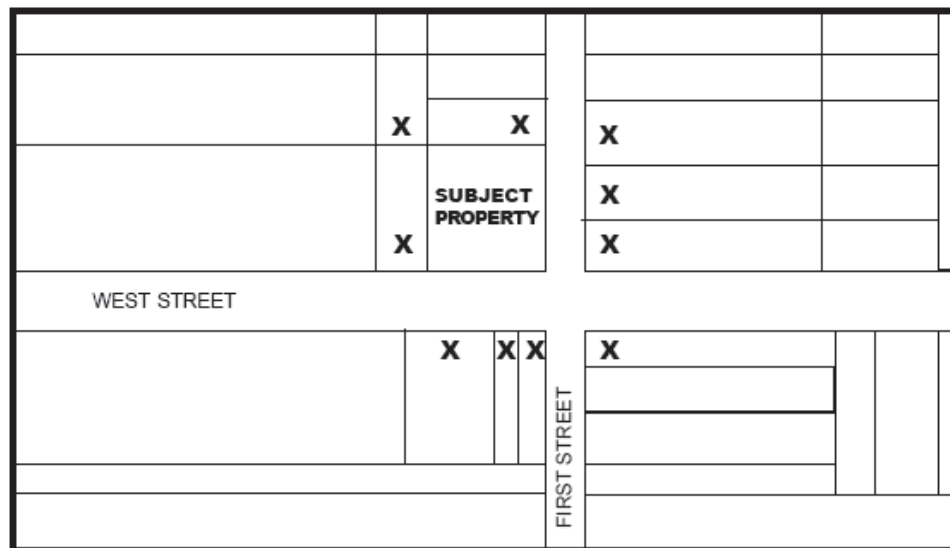 X X X
SUBJECT X
PROPERTY
X X
WEST STREET
X X X X
FIRST STREET